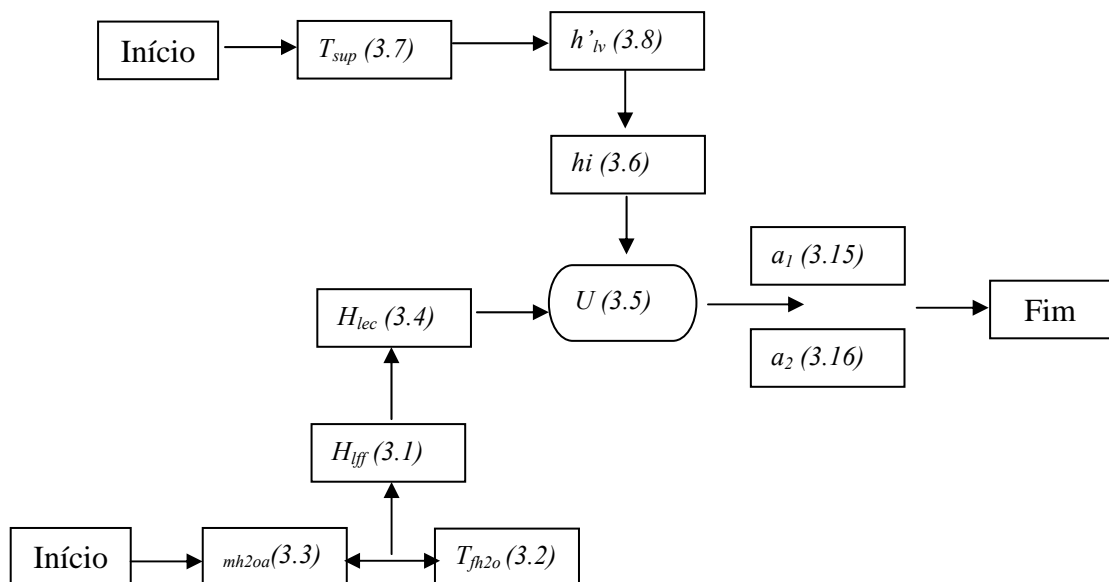 Início
T_sup (3.7)
h’_lv (3.8)
hi (3.6)
a_1 (3.15)
U (3.5)
H_lec (3.4)
Fim
a_2 (3.16)
H_lff (3.1)
Início
mh2oa(3.3)
T_fh2o (3.2)